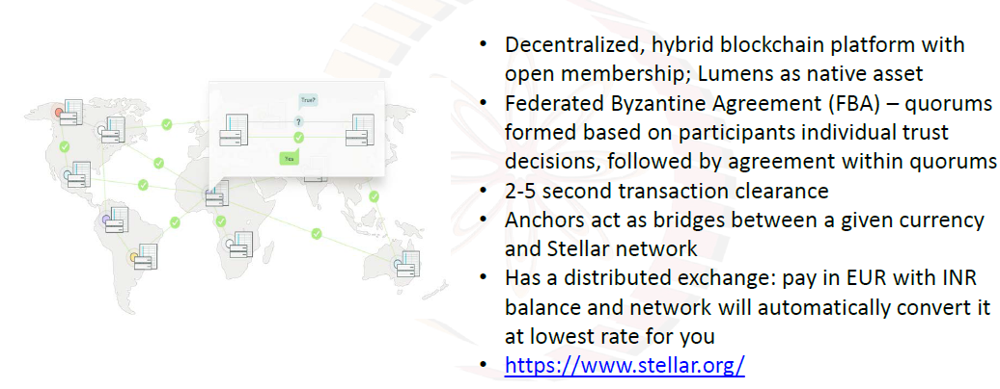 True?
?
Yes
• Decentralized, hybrid blockchain platform with
open membership; Lumens as native asset
• Federated Byzantine Agreement (FBA) – quorums
formed based on participants individual trust
decisions, followed by agreement within quorums
• 2-5 second transaction clearance
• Anchors act as bridges between a given currency
and Stellar network
• Has a distributed exchange: pay in EUR with INR
balance and network will automatically convert it
at lowest rate for you
• https://www.stellar.org/